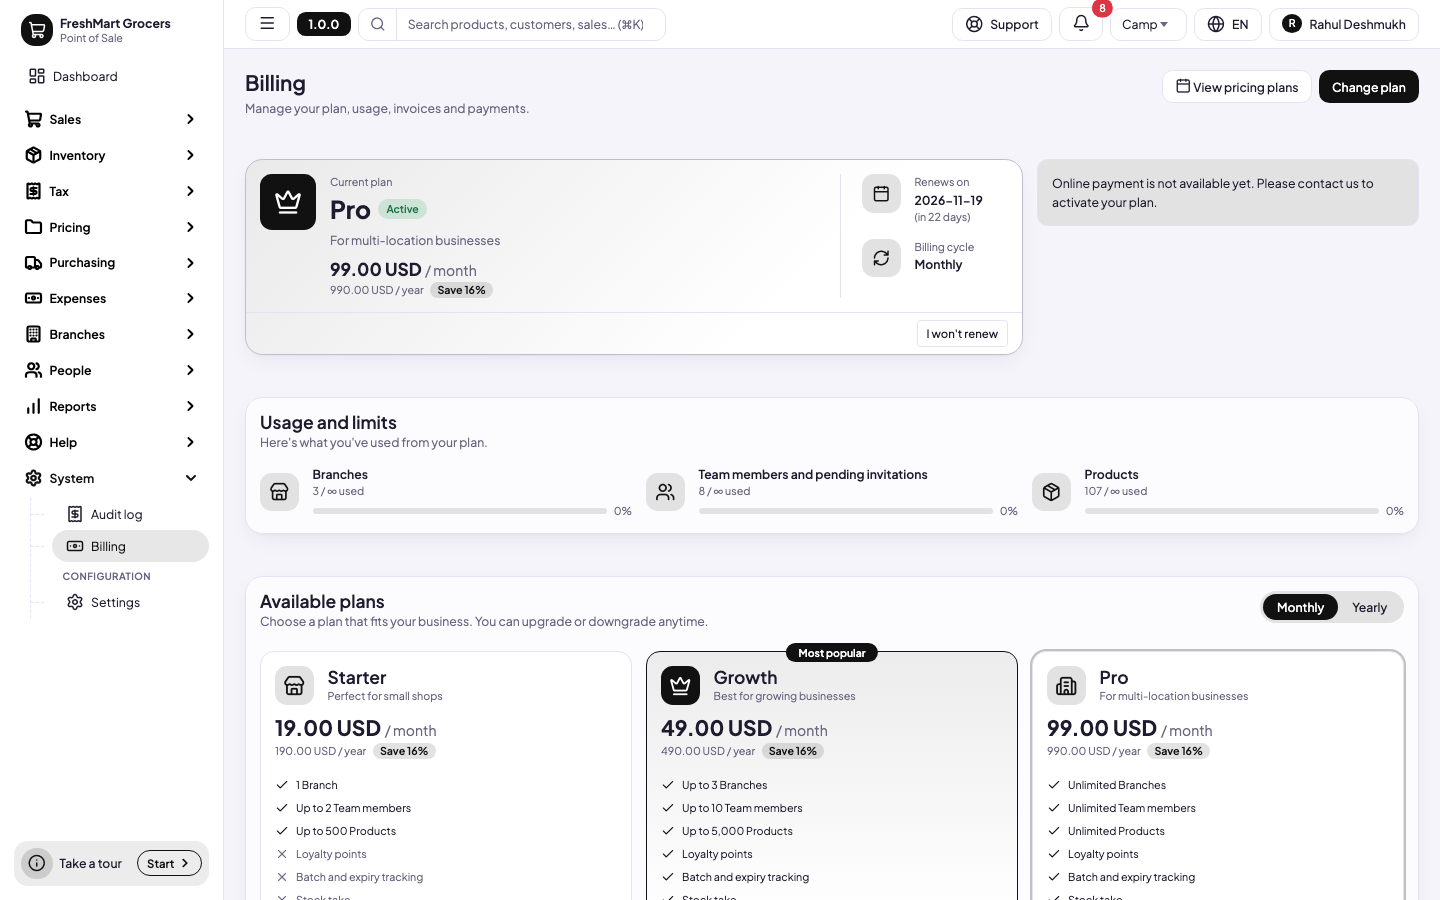 FreshMart Grocers
Point of Sale
Dashboard
Sales
Inventory
Tax
Pricing
Purchasing
Expenses
Branches
People
Reports
Help
System
Audit log
Billing
CONFIGURATION
Settings
Take a tour
Start
1.0.0
Search products, customers, sales… (⌘K)
Support
8
Camp
EN
R
Rahul Deshmukh
Billing
Manage your plan, usage, invoices and payments.
View pricing plans
Change plan
Current plan
Pro
Active
For multi-location businesses
99.00 USD / month
990.00 USD / year
Save 16%
Renews on
2026-11-19
(in 22 days)
Billing cycle
Monthly
I won't renew
Online payment is not available yet. Please contact us to
activate your plan.
Usage and limits
Here's what you've used from your plan.
Branches
3 / ∞ used
0%
Team members and pending invitations
8 / ∞ used
0%
Products
107 / ∞ used
0%
Available plans
Choose a plan that fits your business. You can upgrade or downgrade anytime.
Monthly
Yearly
Starter
Perfect for small shops
19.00 USD / month
190.00 USD / year
Save 16%
1 Branch
Up to 2 Team members
Up to 500 Products
Loyalty points
Batch and expiry tracking
Stock take
Most popular
Growth
Best for growing businesses
49.00 USD / month
490.00 USD / year
Save 16%
Up to 3 Branches
Up to 10 Team members
Up to 5,000 Products
Loyalty points
Batch and expiry tracking
Stock take
Pro
For multi-location businesses
99.00 USD / month
990.00 USD / year
Save 16%
Unlimited Branches
Unlimited Team members
Unlimited Products
Loyalty points
Batch and expiry tracking
Stock take